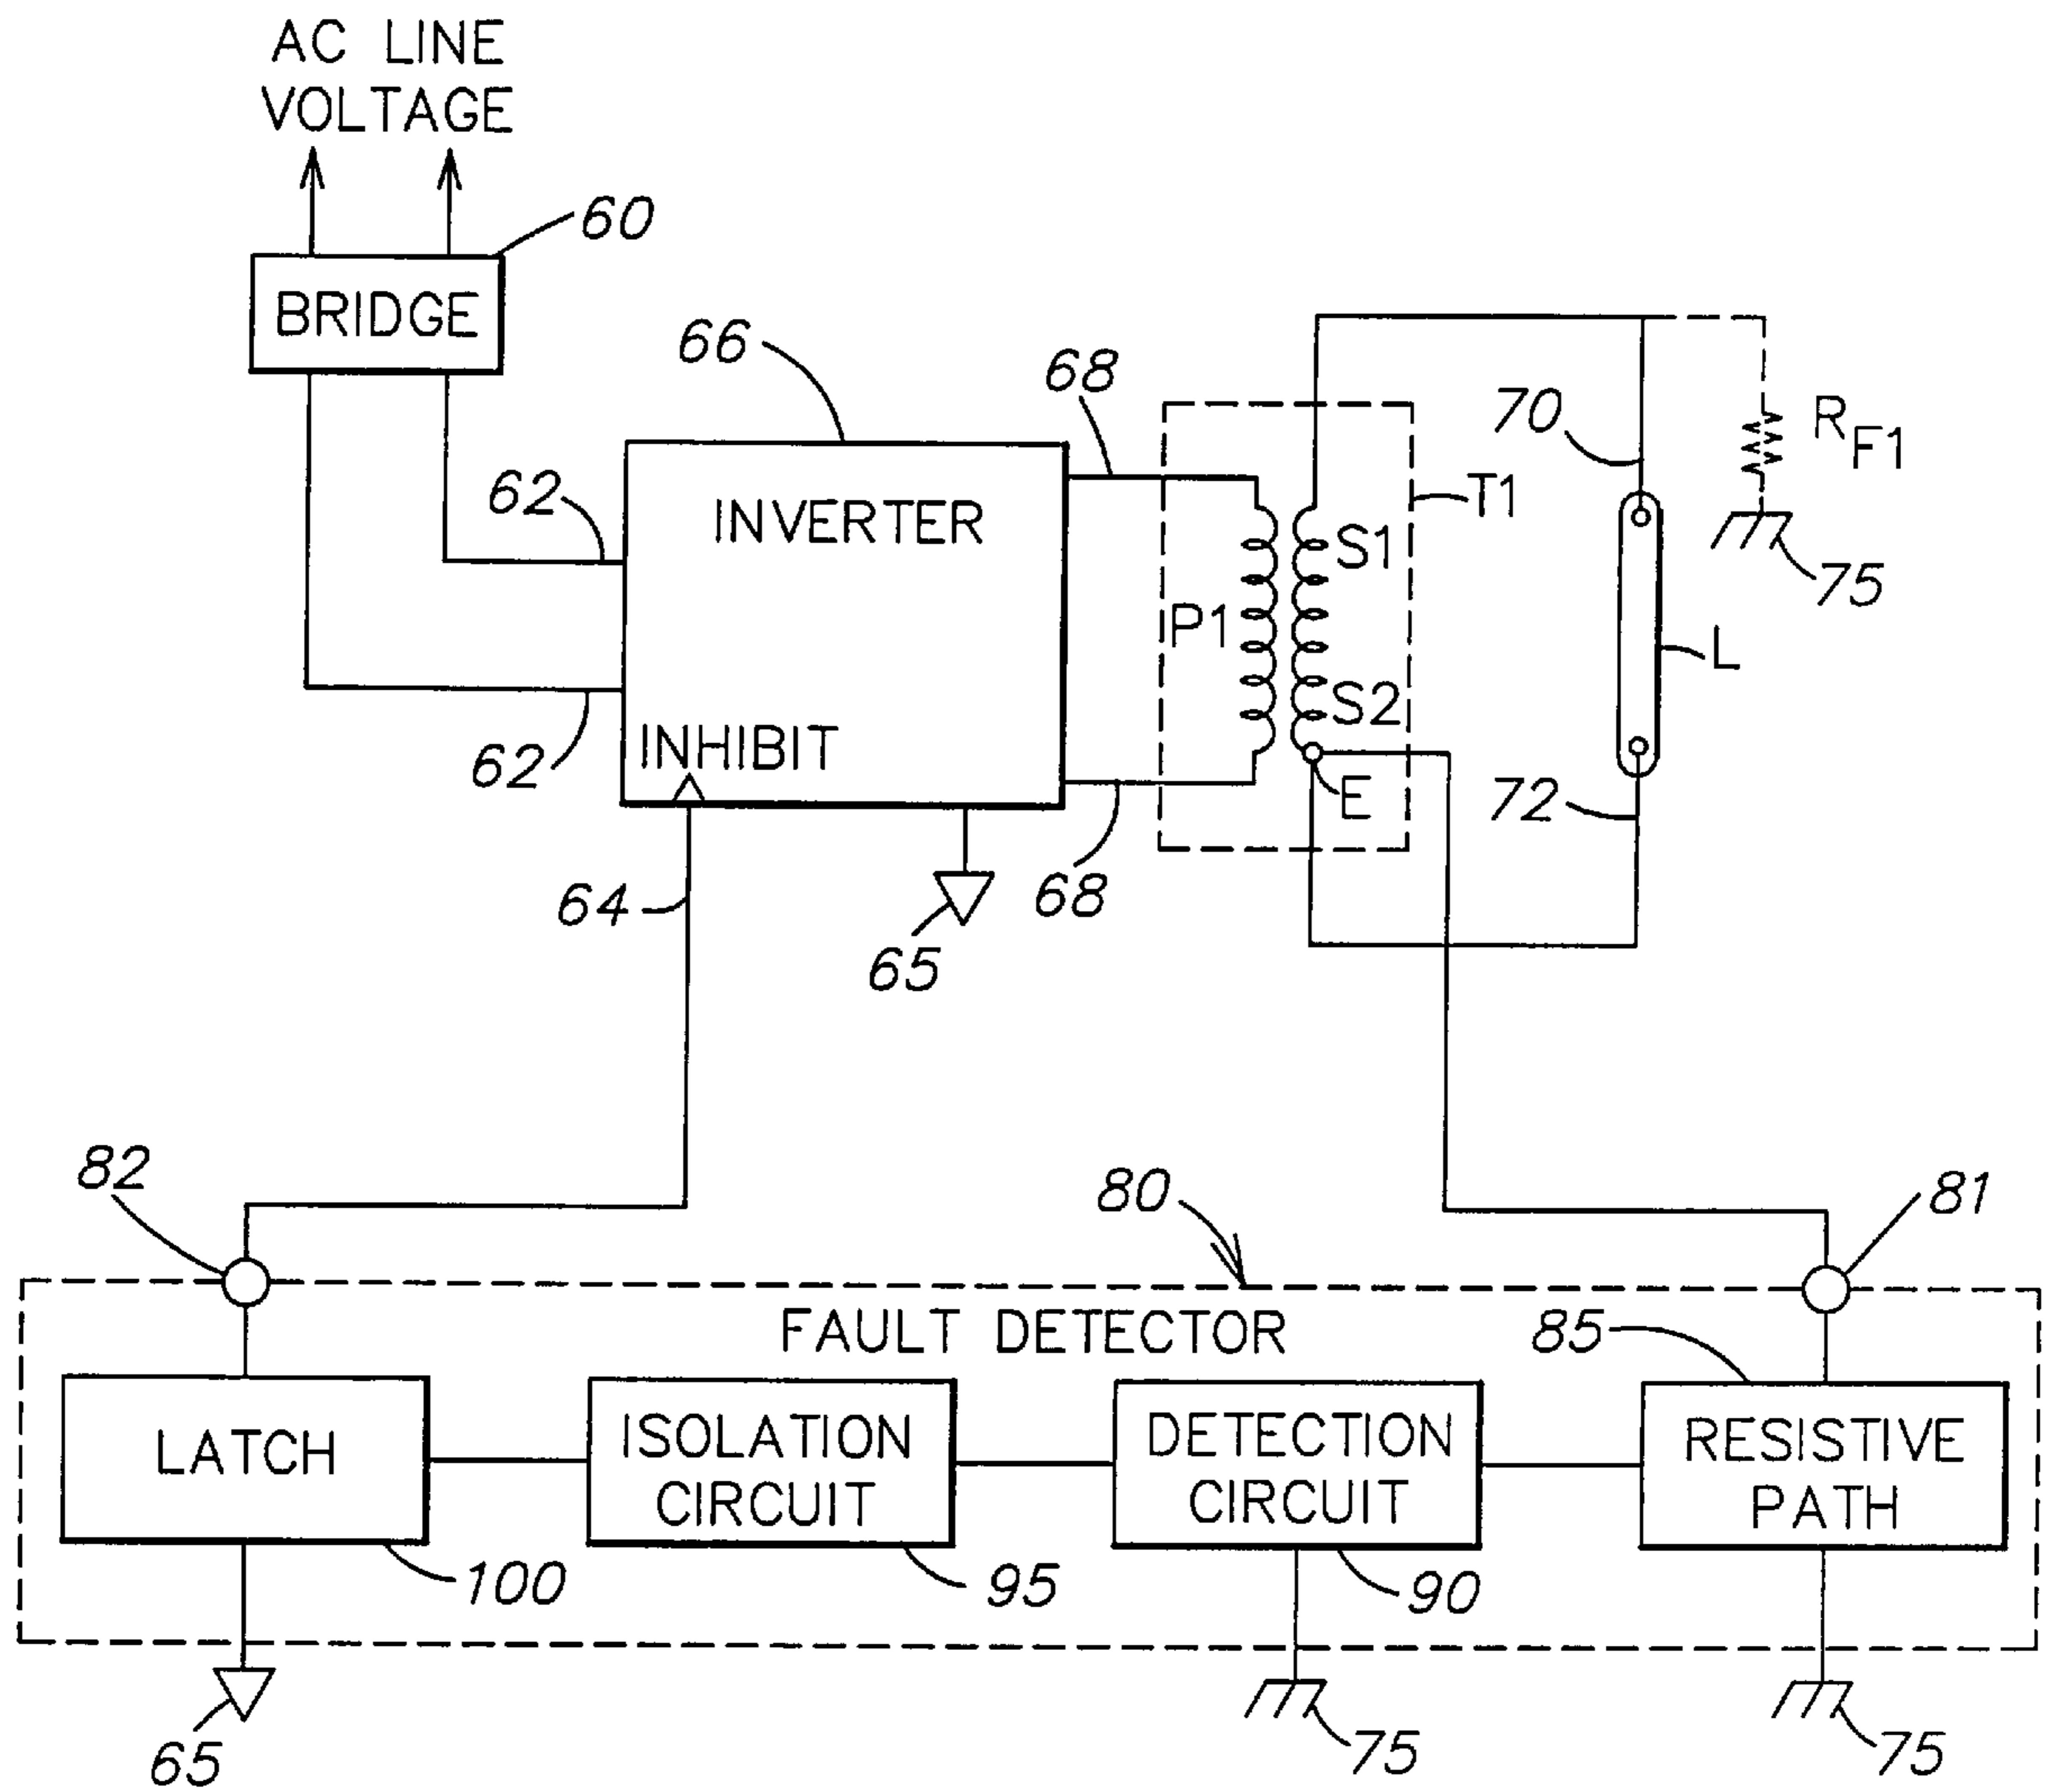 AC LINE
VOLTAGE
60
BRIDGE
66
68
62
INVERTER
70
R F1
T1
S1
75
P1
L
62
INHIBIT
S2
E
72
64
65
68
82
80
81
FAULT DETECTOR
85
LATCH
ISOLATION
CIRCUIT
DETECTION
CIRCUIT
RESISTIVE
PATH
100
95
90
65
75
75